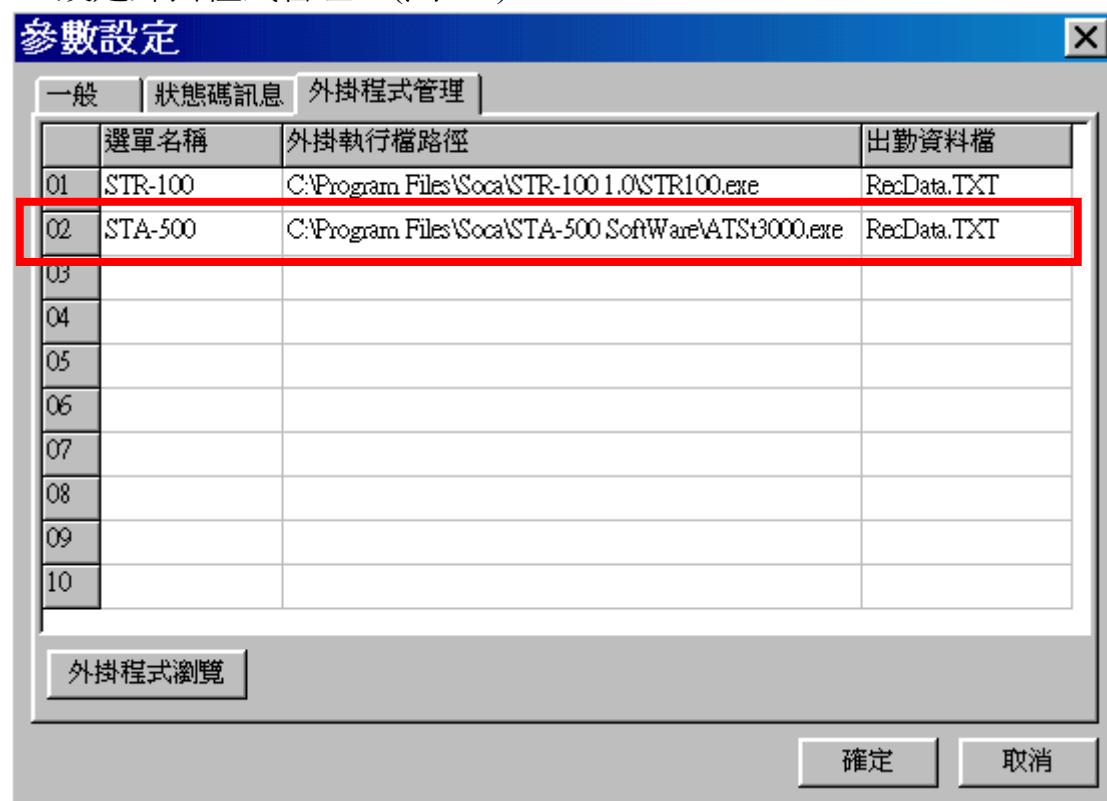 參數設定
一般 狀態碼訊息 外掛程式管理
選單名稱 外掛執行檔路徑 出勤資料檔
01 STR-100 C:\Program Files\Soca\STR-100 1.0\STR100.exe RecData.TXT
02 STA-500 C:\Program Files\Soca\STA-500 SoftWare\ATSt3000.exe RecData.TXT
03
04
05
06
07
08
09
10
外掛程式瀏覽
確定 取消